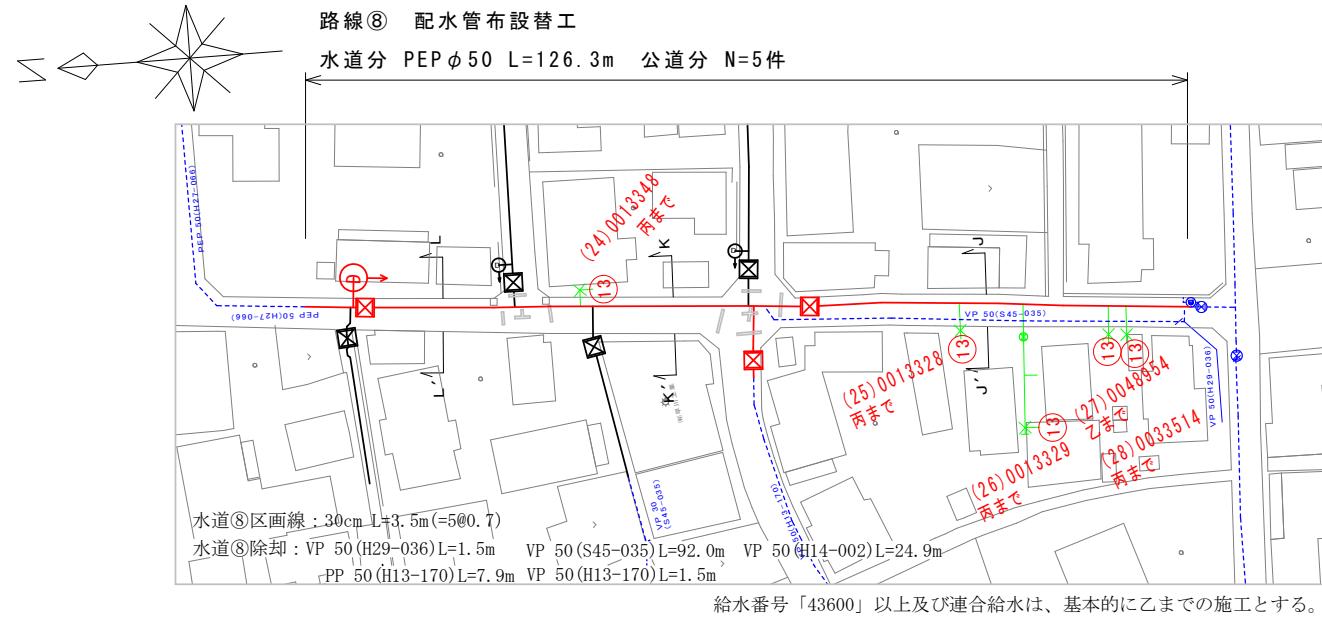 路線⑧ 配水管布設替工
水道分 PEPφ50 L=126.3m 公道分 N=5件
N
PEP 50(H27-066)
PEP 50(H27-066)
L
L'
(24)0013348
丙まで
13
K
K'
J
J'
VP 50(S45-035)
VP 50(H29-036)
VP 30
(S45-035)
VP 50(H13-170)
(25)0013328
丙まで
13
(26)0013329
丙まで
13
(27)0048954
乙まで
13
(28)0033514
丙まで
13
水道⑧区画線：30cm L=3.5m(=5@0.7)
水道⑧除却：VP 50(H29-036)L=1.5m VP 50(S45-035)L=92.0m VP 50(H14-002)L=24.9m
PP 50(H13-170)L=7.9m VP 50(H13-170)L=1.5m
給水番号「43600」以上及び連合給水は、基本的に乙までの施工とする。